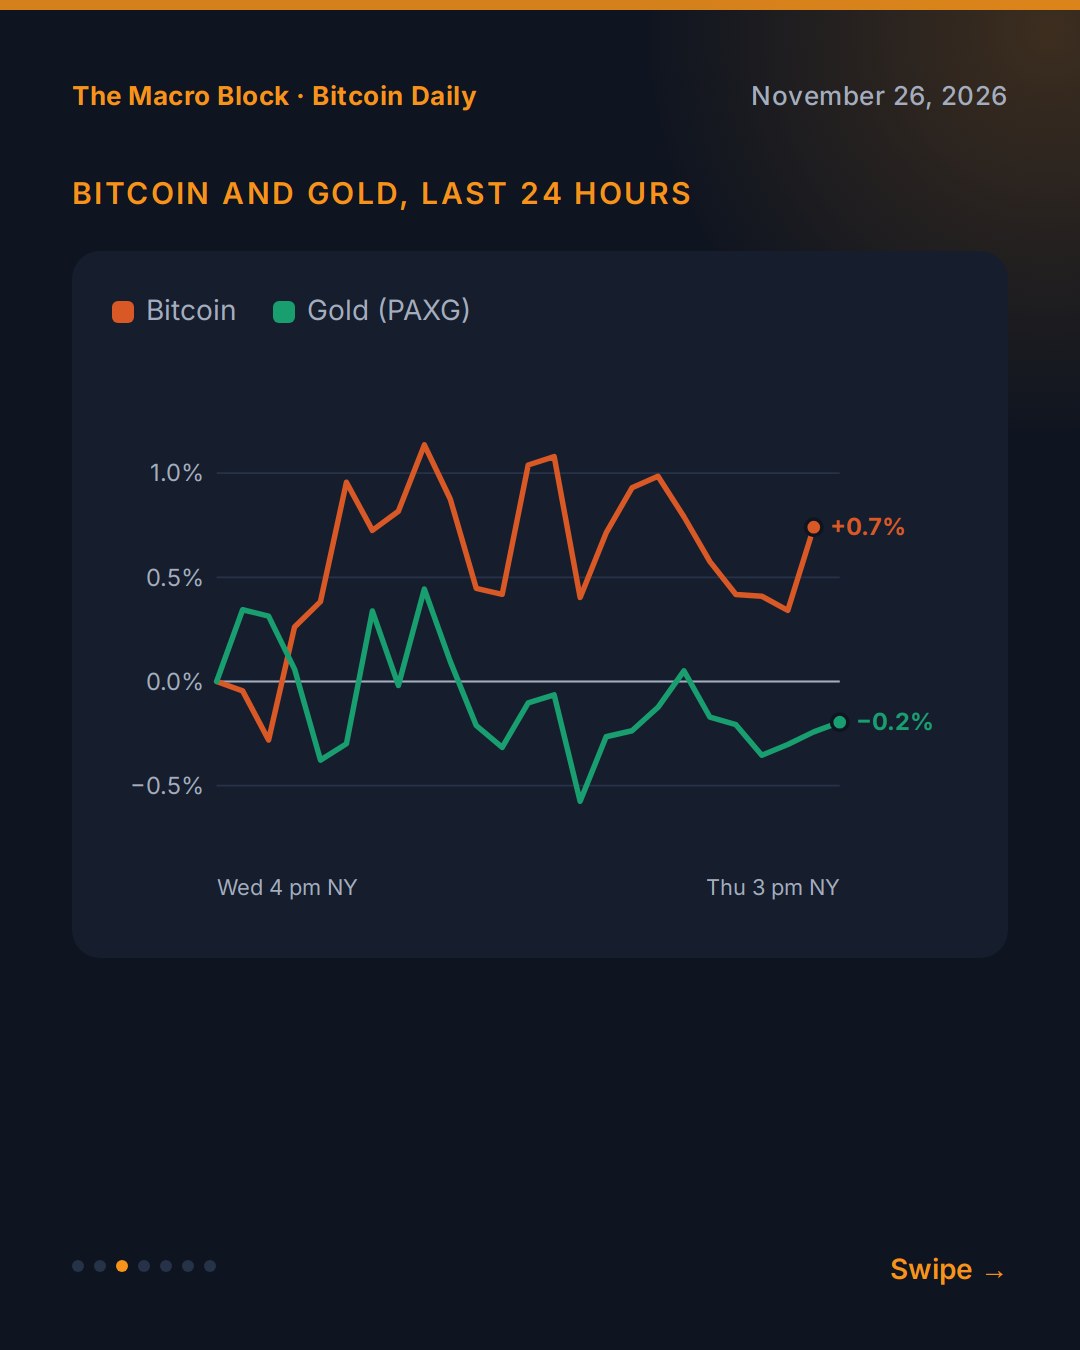 The Macro Block · Bitcoin Daily
November 26, 2026
BITCOIN AND GOLD, LAST 24 HOURS
Bitcoin
Gold (PAXG)
1.0%
+0.7%
0.5%
0.0%
−0.2%
−0.5%
Wed 4 pm NY
Thu 3 pm NY
Swipe →